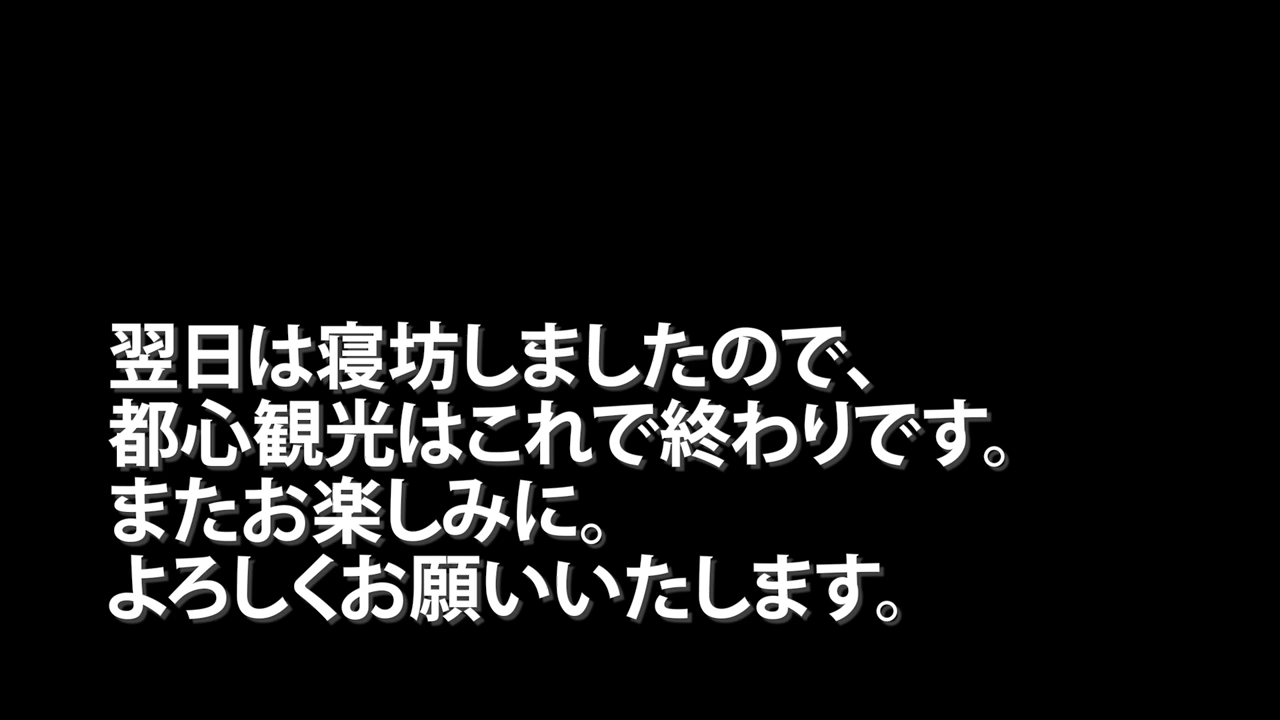 翌日は寝坊しましたので、
都心観光はこれで終わりです。
またお楽しみに。
よろしくお願いいたします。